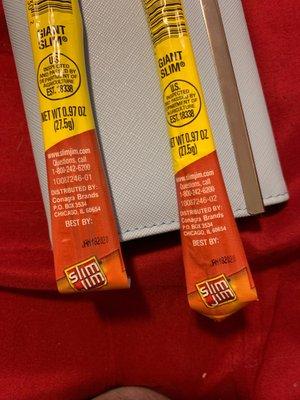 GIANT
SLIM®
U.S.
INSPECTED
AND PASSED BY
DEPARTMENT OF
AGRICULTURE
EST. 18338
NET WT 0.97 OZ
(27.5g)
www.slimjim.com
Questions, call
1-800-242-6200
10087246-01
DISTRIBUTED BY:
Conagra Brands
P.O. BOX 3534
CHICAGO, IL 60654
BEST BY:
SLIM
JIM
GIANT
SLIM®
U.S.
INSPECTED
AND PASSED BY
DEPARTMENT OF
AGRICULTURE
EST. 18338
NET WT 0.97 OZ
(27.5g)
www.slimjim.com
Questions, call
1-800-242-6200
10087246-02
DISTRIBUTED BY:
Conagra Brands
P.O. BOX 3534
CHICAGO, IL 60654
BEST BY:
SLIM
JIM